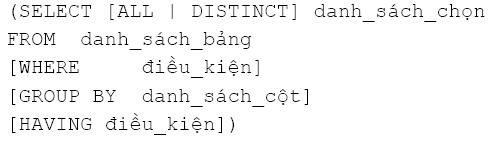 (SELECT [ALL | DISTINCT] danh_sách_chọn
FROM danh_sách_bảng
[WHERE điều_kiện]
[GROUP BY danh_sách_cột]
[HAVING điều_kiện])